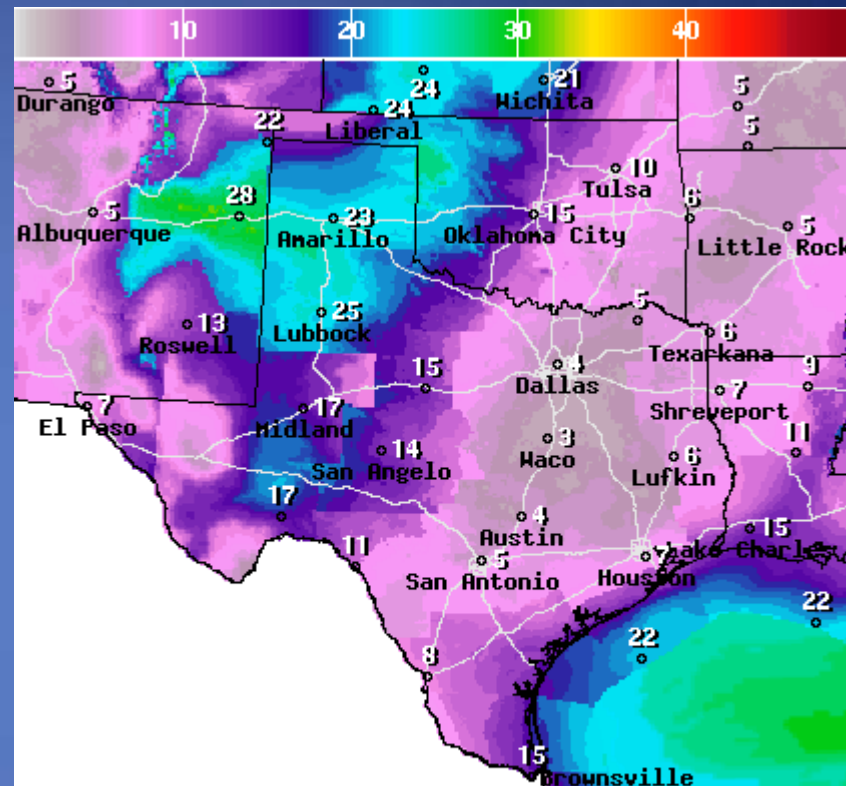 10 20 30 40
5 24 21 5
Durango Wichita
24
Liberal
22 5
10
Tulsa
5 28 23 15 6 5
Albuquerque Amarillo Oklahoma City Little Rock
13 25 5 6
Roswell Lubbock Texarkana
15 4 7 9
Dallas
7 17 Shreveport
El Paso Midland
14 3 6 11
San Angelo Waco Lufkin
17 4 15
Austin
11 5 Lake Charles
San Antonio Houston
22
22
8
15
Brownsville